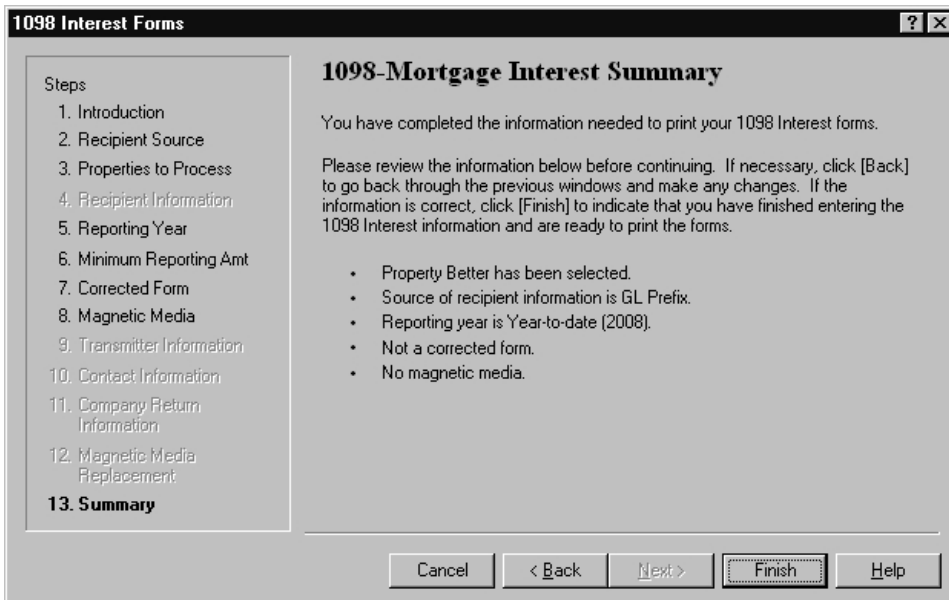 1098 Interest Forms
? X
Steps
1. Introduction
2. Recipient Source
3. Properties to Process
4. Recipient Information
5. Reporting Year
6. Minimum Reporting Amt
7. Corrected Form
8. Magnetic Media
9. Transmitter Information
10. Contact Information
11. Company Return
Information
12. Magnetic Media
Replacement
13. Summary
1098-Mortgage Interest Summary
You have completed the information needed to print your 1098 Interest forms.
Please review the information below before continuing. If necessary, click [Back]
to go back through the previous windows and make any changes. If the
information is correct, click [Finish] to indicate that you have finished entering the
1098 Interest information and are ready to print the forms.
• Property Better has been selected.
• Source of recipient information is GL Prefix.
• Reporting year is Year-to-date (2008).
• Not a corrected form.
• No magnetic media.
Cancel
< Back
Next >
Finish
Help